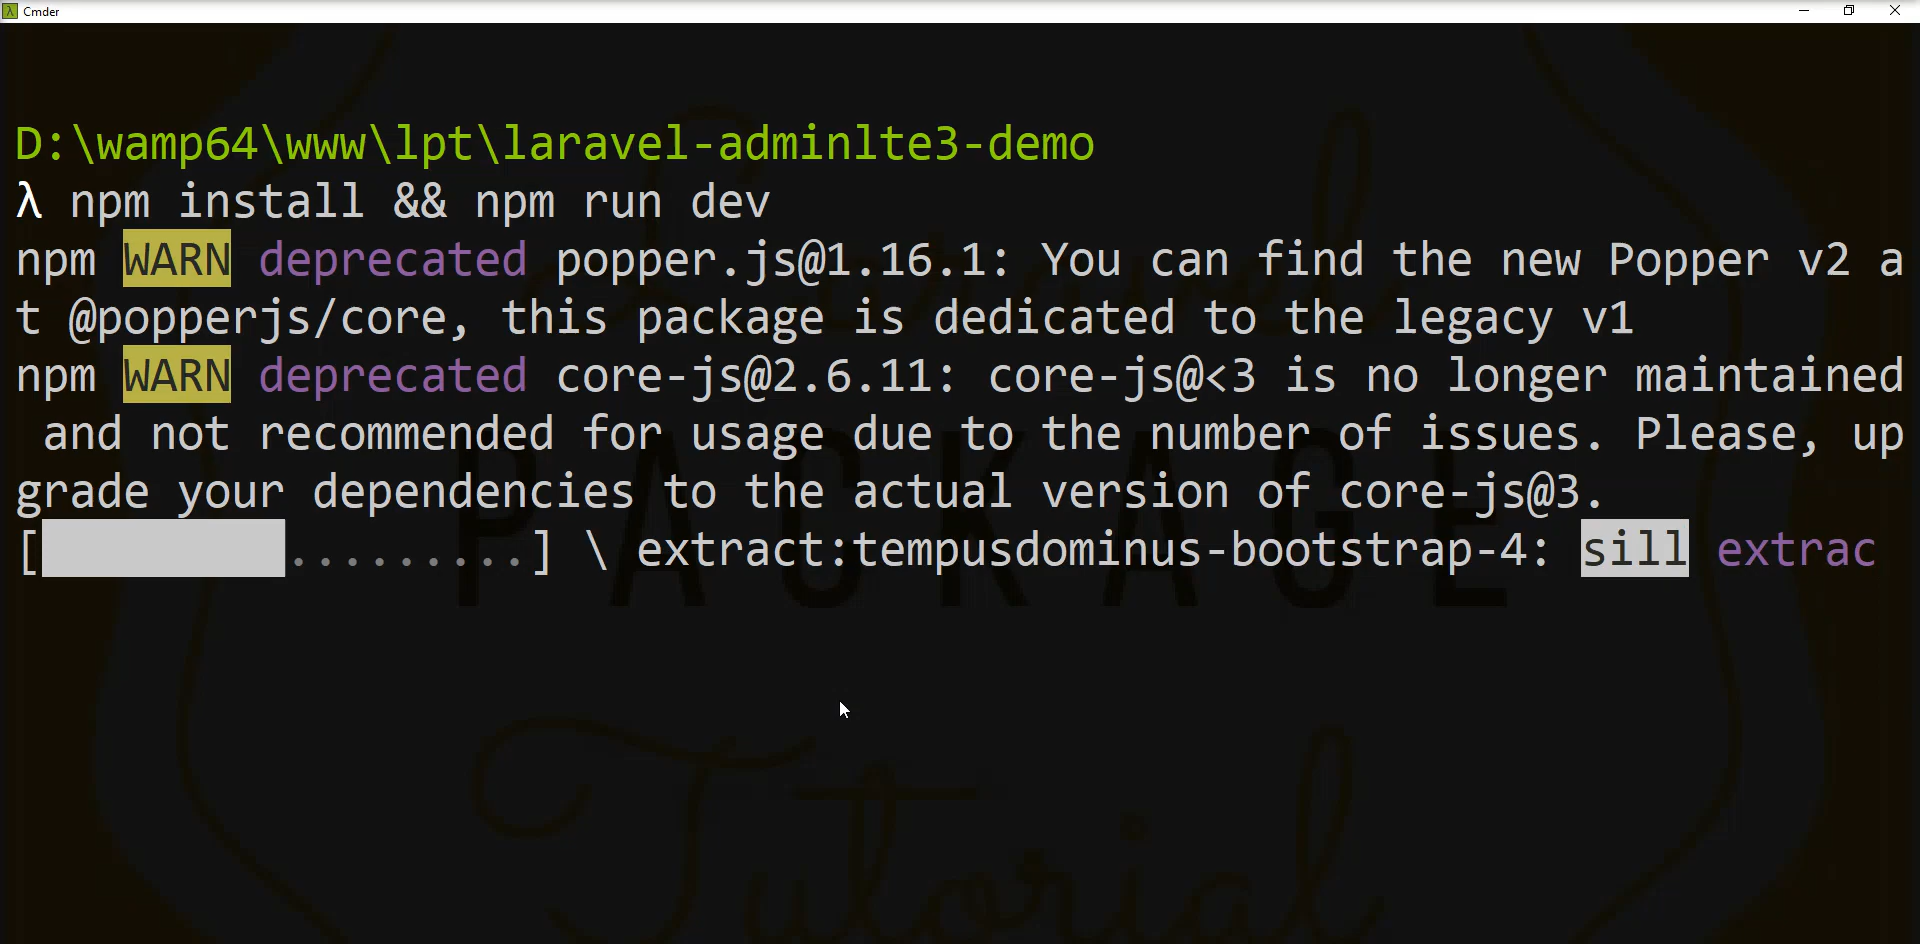 Cmder
D:\wamp64\www\lpt\laravel-adminlte3-demo
λ npm install && npm run dev
npm WARN deprecated popper.js@1.16.1: You can find the new Popper v2 a
t @popperjs/core, this package is dedicated to the legacy v1
npm WARN deprecated core-js@2.6.11: core-js@<3 is no longer maintained
 and not recommended for usage due to the number of issues. Please, up
grade your dependencies to the actual version of core-js@3.
[         .........] \ extract:tempusdominus-bootstrap-4: sill extrac
Laravel
PACKAGE
Tutorial